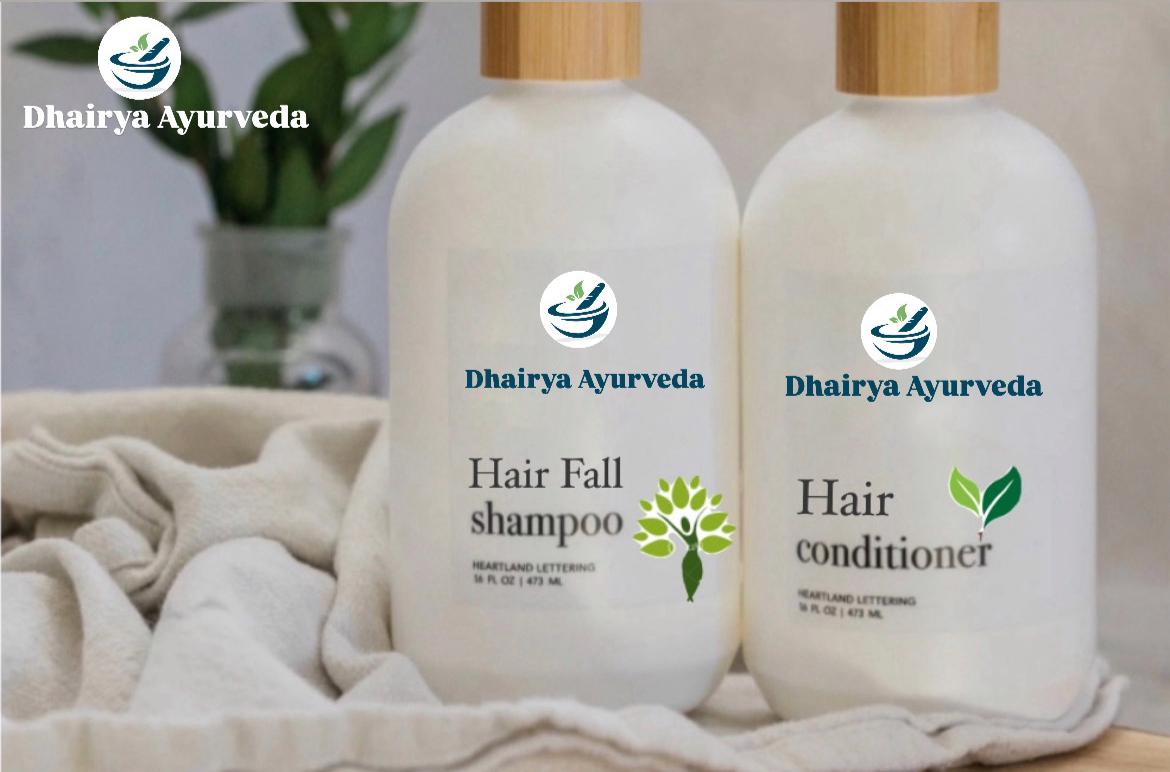 Dhairya Ayurveda
Dhairya Ayurveda
Hair Fall
shampoo
HEARTLAND LETTERING
16 FL OZ | 473 ML
Dhairya Ayurveda
Hair
conditioner
HEARTLAND LETTERING
16 FL OZ | 473 ML